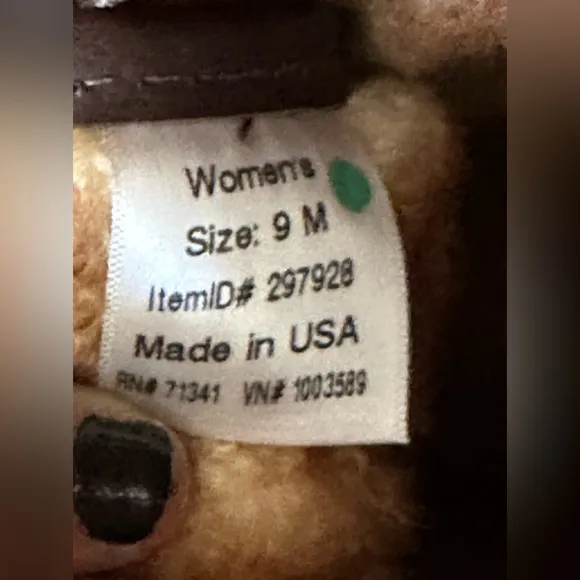 Women's
Size: 9 M
ItemID# 297928
Made in USA
RN# 71341 VN# 1003589